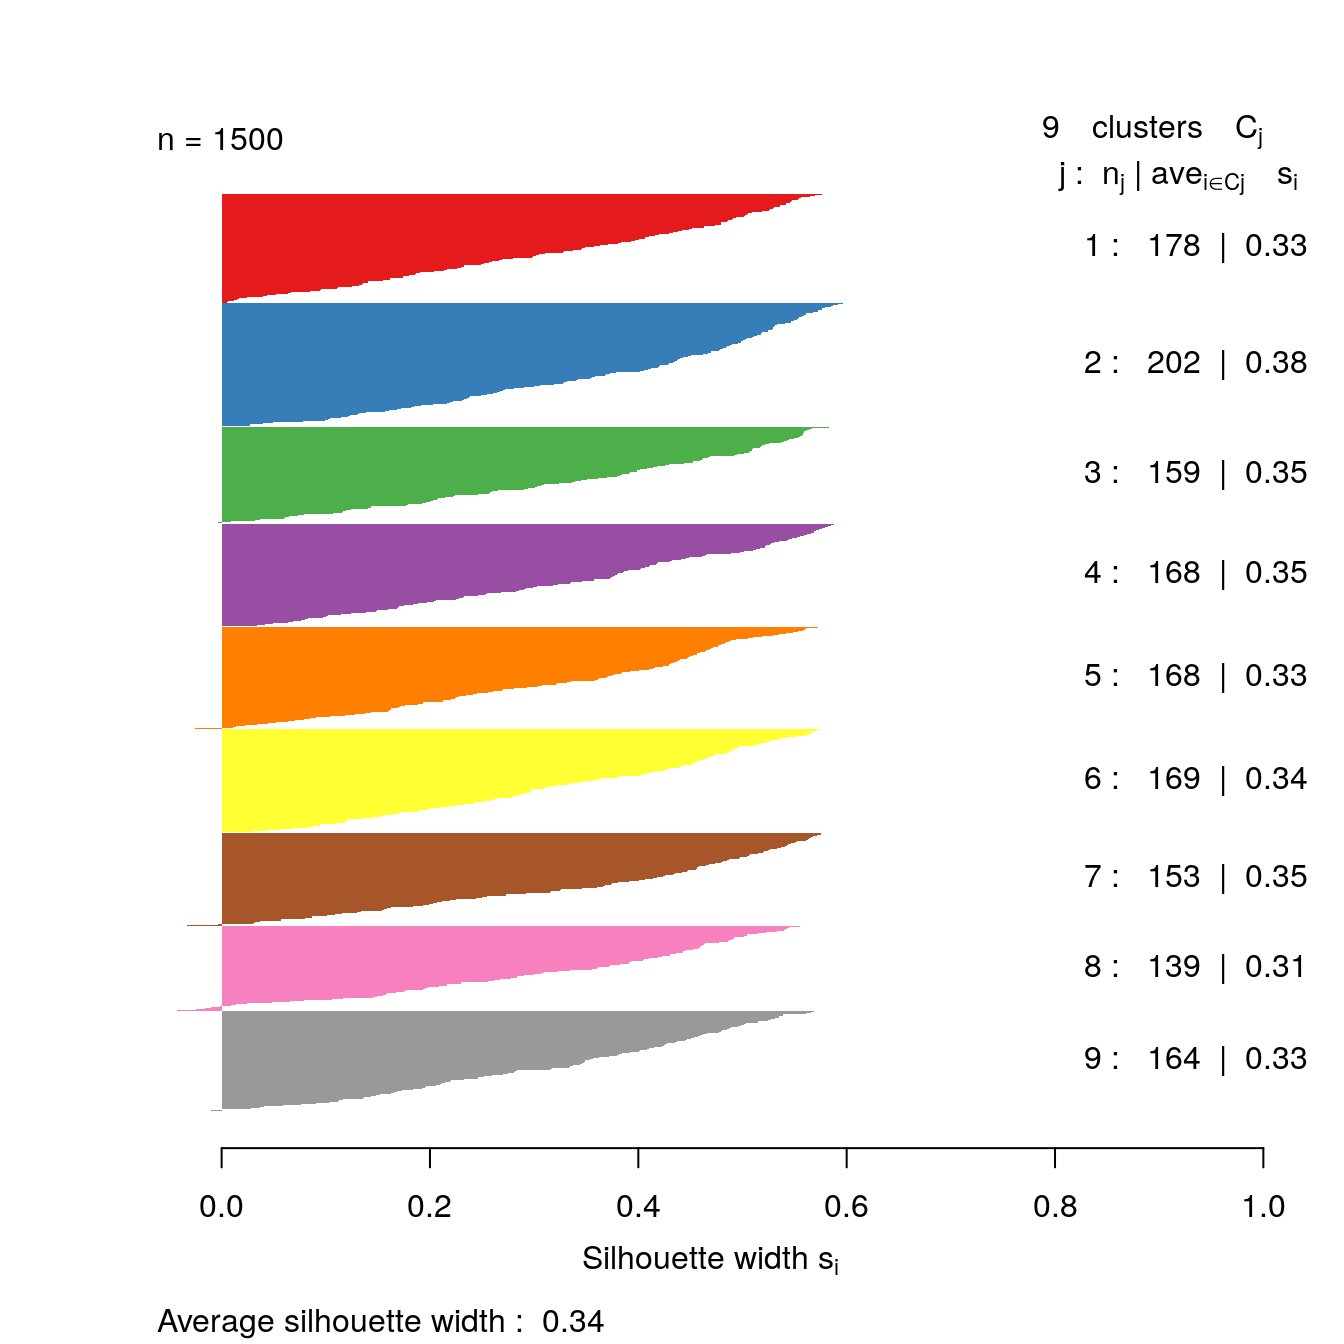 n = 1500
9 clusters Cj
j : nj | avei∈Cj si
1 : 178 | 0.33
2 : 202 | 0.38
3 : 159 | 0.35
4 : 168 | 0.35
5 : 168 | 0.33
6 : 169 | 0.34
7 : 153 | 0.35
8 : 139 | 0.31
9 : 164 | 0.33
0.0 0.2 0.4 0.6 0.8 1.0
Silhouette width si
Average silhouette width : 0.34